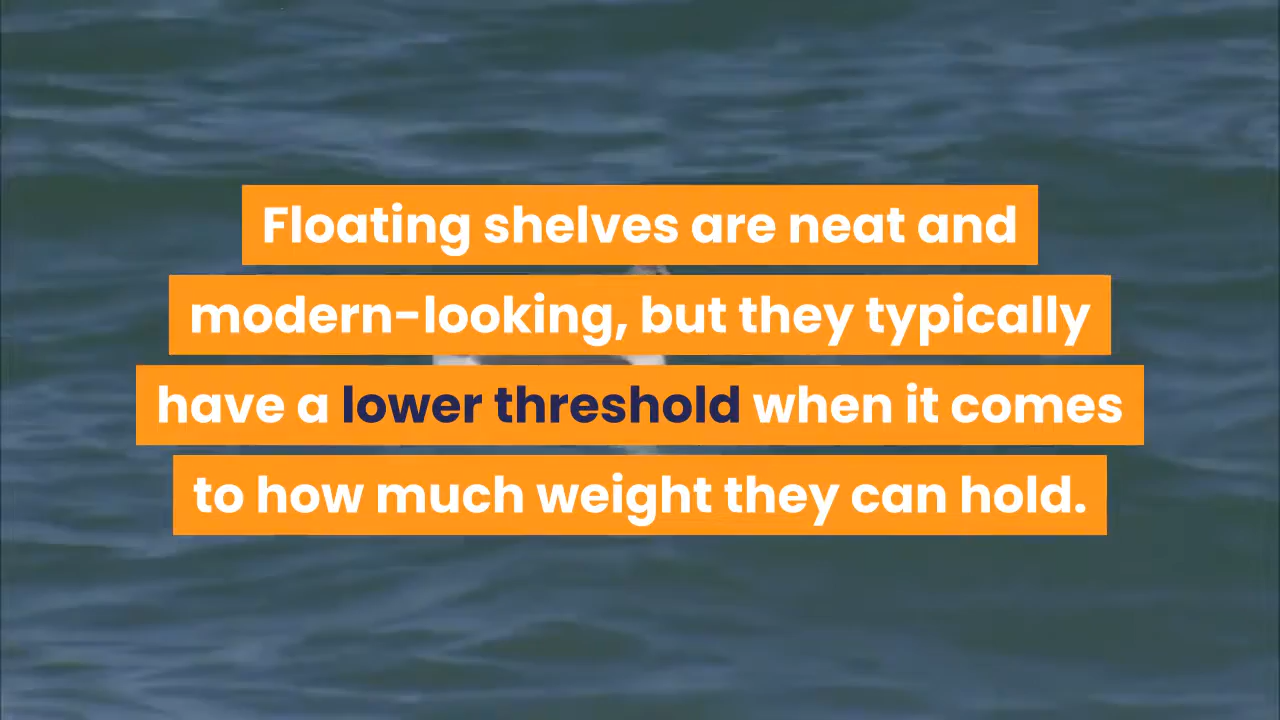 Floating shelves are neat and
modern-looking, but they typically
have a lower threshold when it comes
to how much weight they can hold.